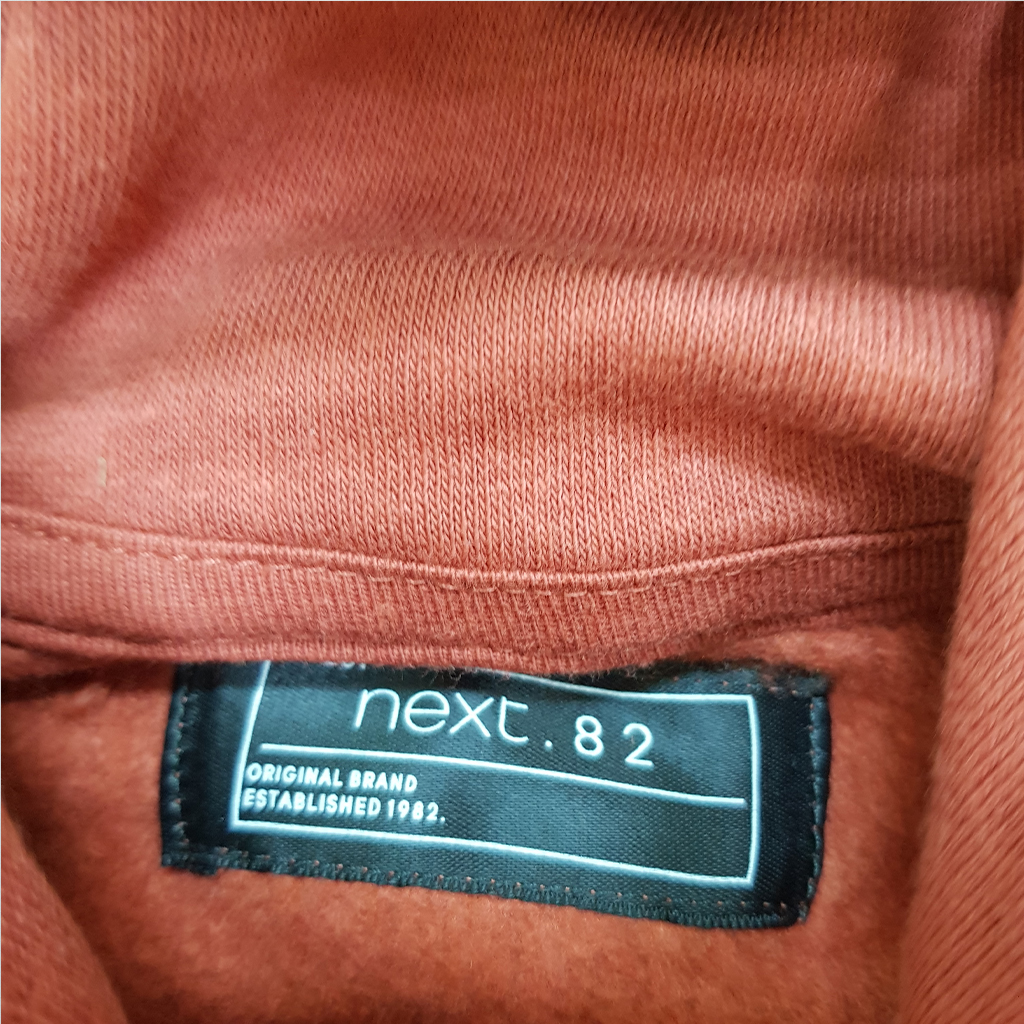 next.82
ORIGINAL BRAND
ESTABLISHED 1982.